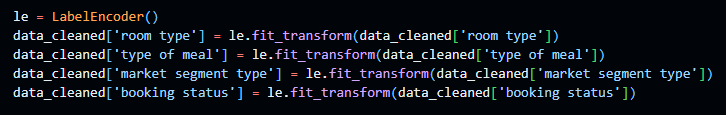 le = LabelEncoder()
data_cleaned['room type'] = le.fit_transform(data_cleaned['room type'])
data_cleaned['type of meal'] = le.fit_transform(data_cleaned['type of meal'])
data_cleaned['market segment type'] = le.fit_transform(data_cleaned['market segment type'])
data_cleaned['booking status'] = le.fit_transform(data_cleaned['booking status'])